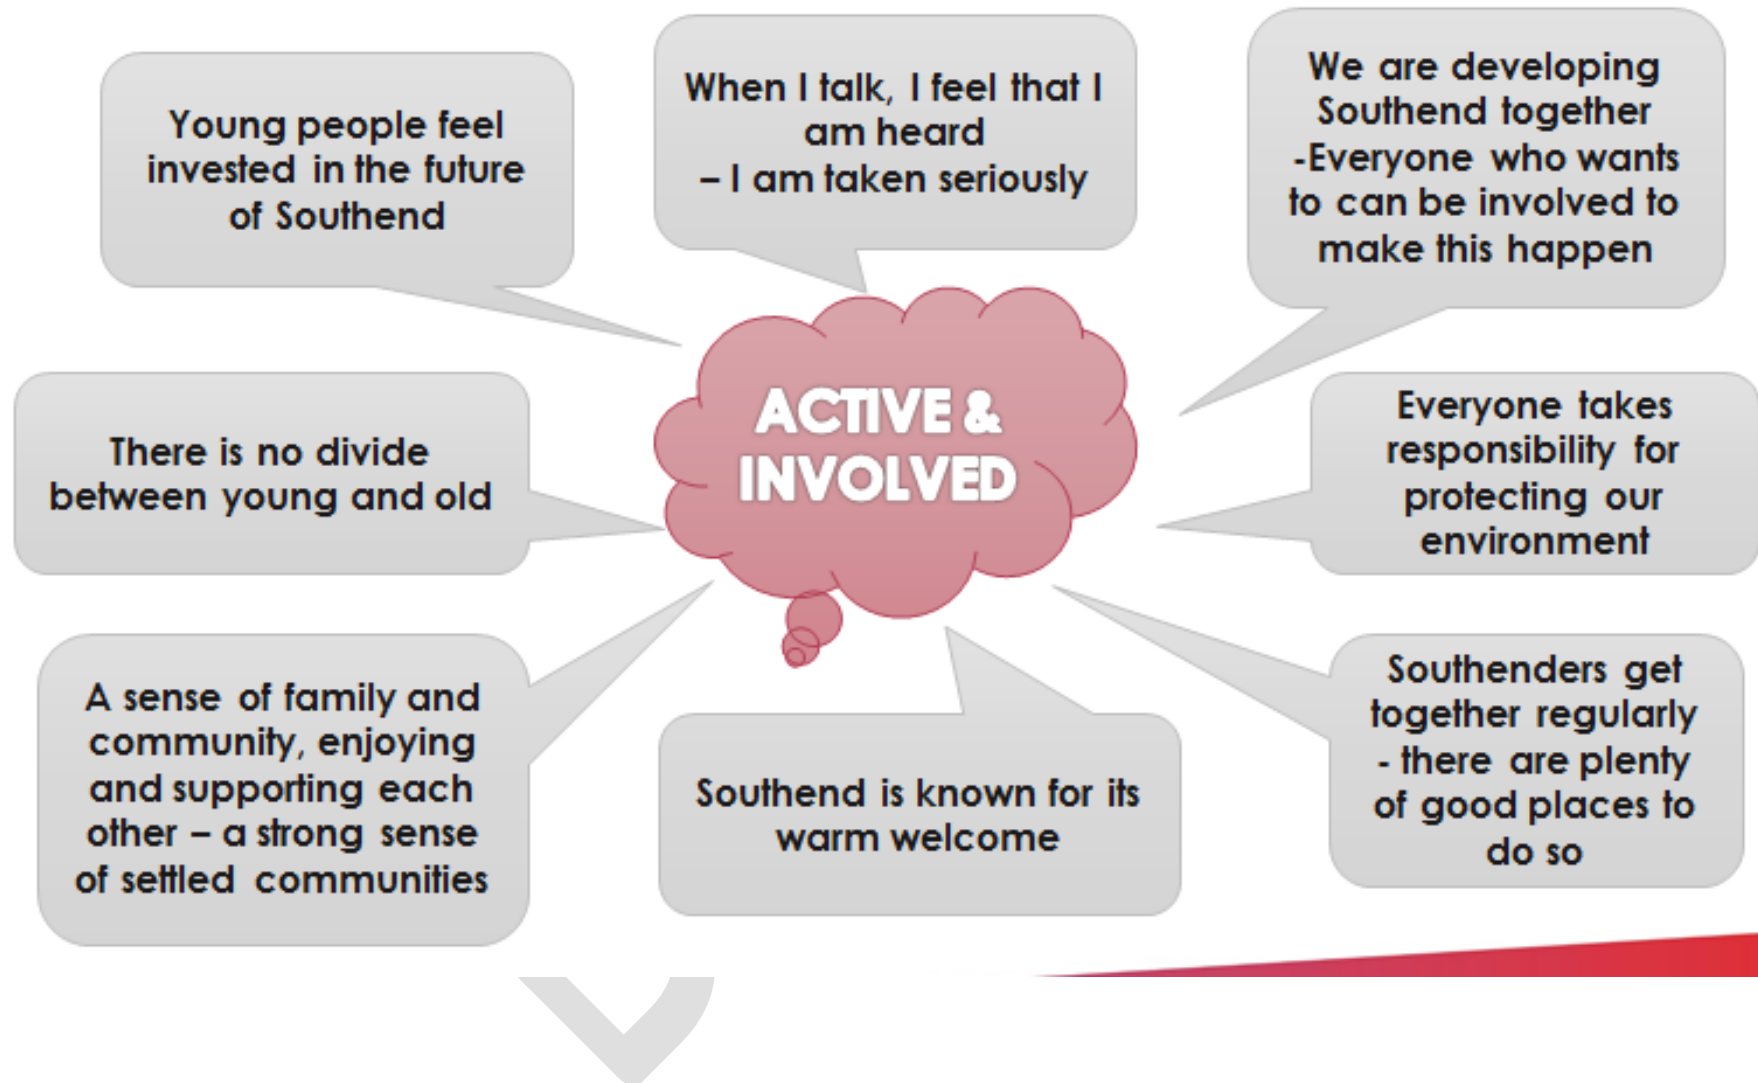 Young people feel
invested in the future
of Southend
When I talk, I feel that I
am heard
– I am taken seriously
We are developing
Southend together
-Everyone who wants
to can be involved to
make this happen
There is no divide
between young and old
ACTIVE &
INVOLVED
Everyone takes
responsibility for
protecting our
environment
A sense of family and
community, enjoying
and supporting each
other – a strong sense
of settled communities
Southend is known for its
warm welcome
Southenders get
together regularly
- there are plenty
of good places to
do so